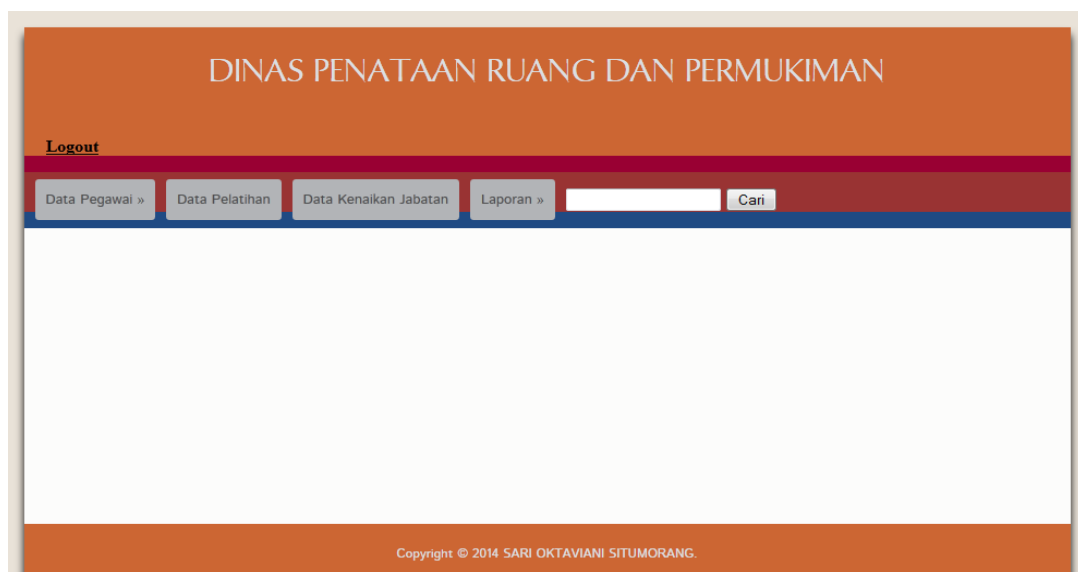 DINAS PENATAAN RUANG DAN PERMUKIMAN
Logout
Data Pegawai » Data Pelatihan Data Kenaikan Jabatan Laporan » Cari
Copyright © 2014 SARI OKTAVIANI SITUMORANG.